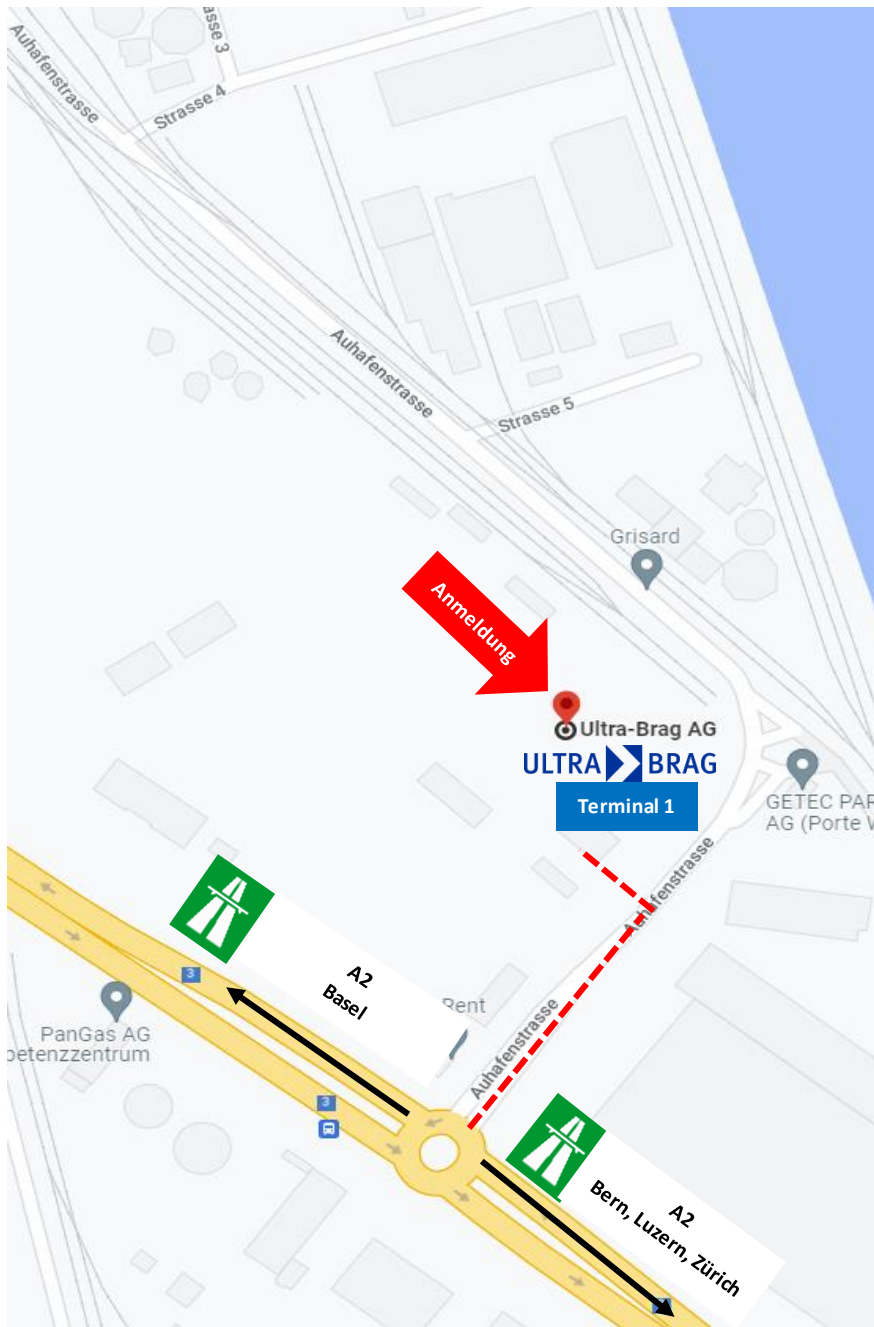 Auhafenstrasse
asse 3
Strasse 4
Auhafenstrasse
Strasse 5
Grisard
Anmeldung
Ultra-Brag AG
ULTRA BRAG
Terminal 1
GETEC PAR
AG (Porte W
Auhafenstrasse
A2
Basel
3
Rent
PanGas AG
petenzzentrum
Auhafenstrasse
3
A2
Bern, Luzern, Zürich